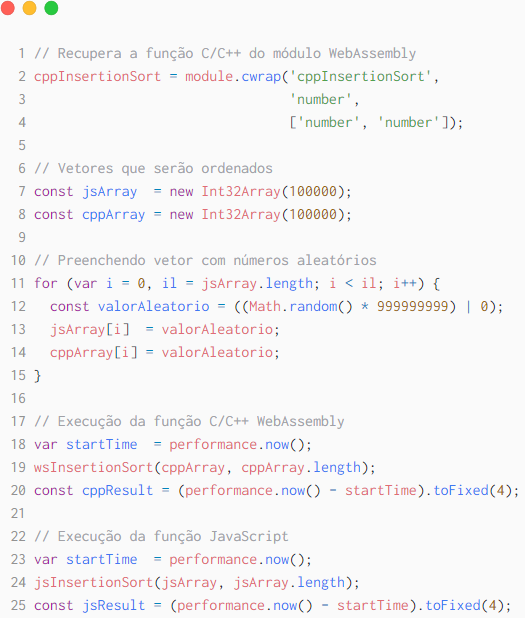 1 // Recupera a função C/C++ do módulo WebAssembly
2 cppInsertionSort = module.cwrap('cppInsertionSort',
3 'number',
4 ['number', 'number']);
5
6 // Vetores que serão ordenados
7 const jsArray  = new Int32Array(100000);
8 const cppArray = new Int32Array(100000);
9
10 // Preenchendo vetor com números aleatórios
11 for (var i = 0, il = jsArray.length; i < il; i++) {
12   const valorAleatorio = ((Math.random() * 999999999) | 0);
13   jsArray[i]  = valorAleatorio;
14   cppArray[i] = valorAleatorio;
15 }
16
17 // Execução da função C/C++ WebAssembly
18 var startTime  = performance.now();
19 wsInsertionSort(cppArray, cppArray.length);
20 const cppResult = (performance.now() - startTime).toFixed(4);
21
22 // Execução da função JavaScript
23 var startTime  = performance.now();
24 jsInsertionSort(jsArray, jsArray.length);
25 const jsResult = (performance.now() - startTime).toFixed(4);